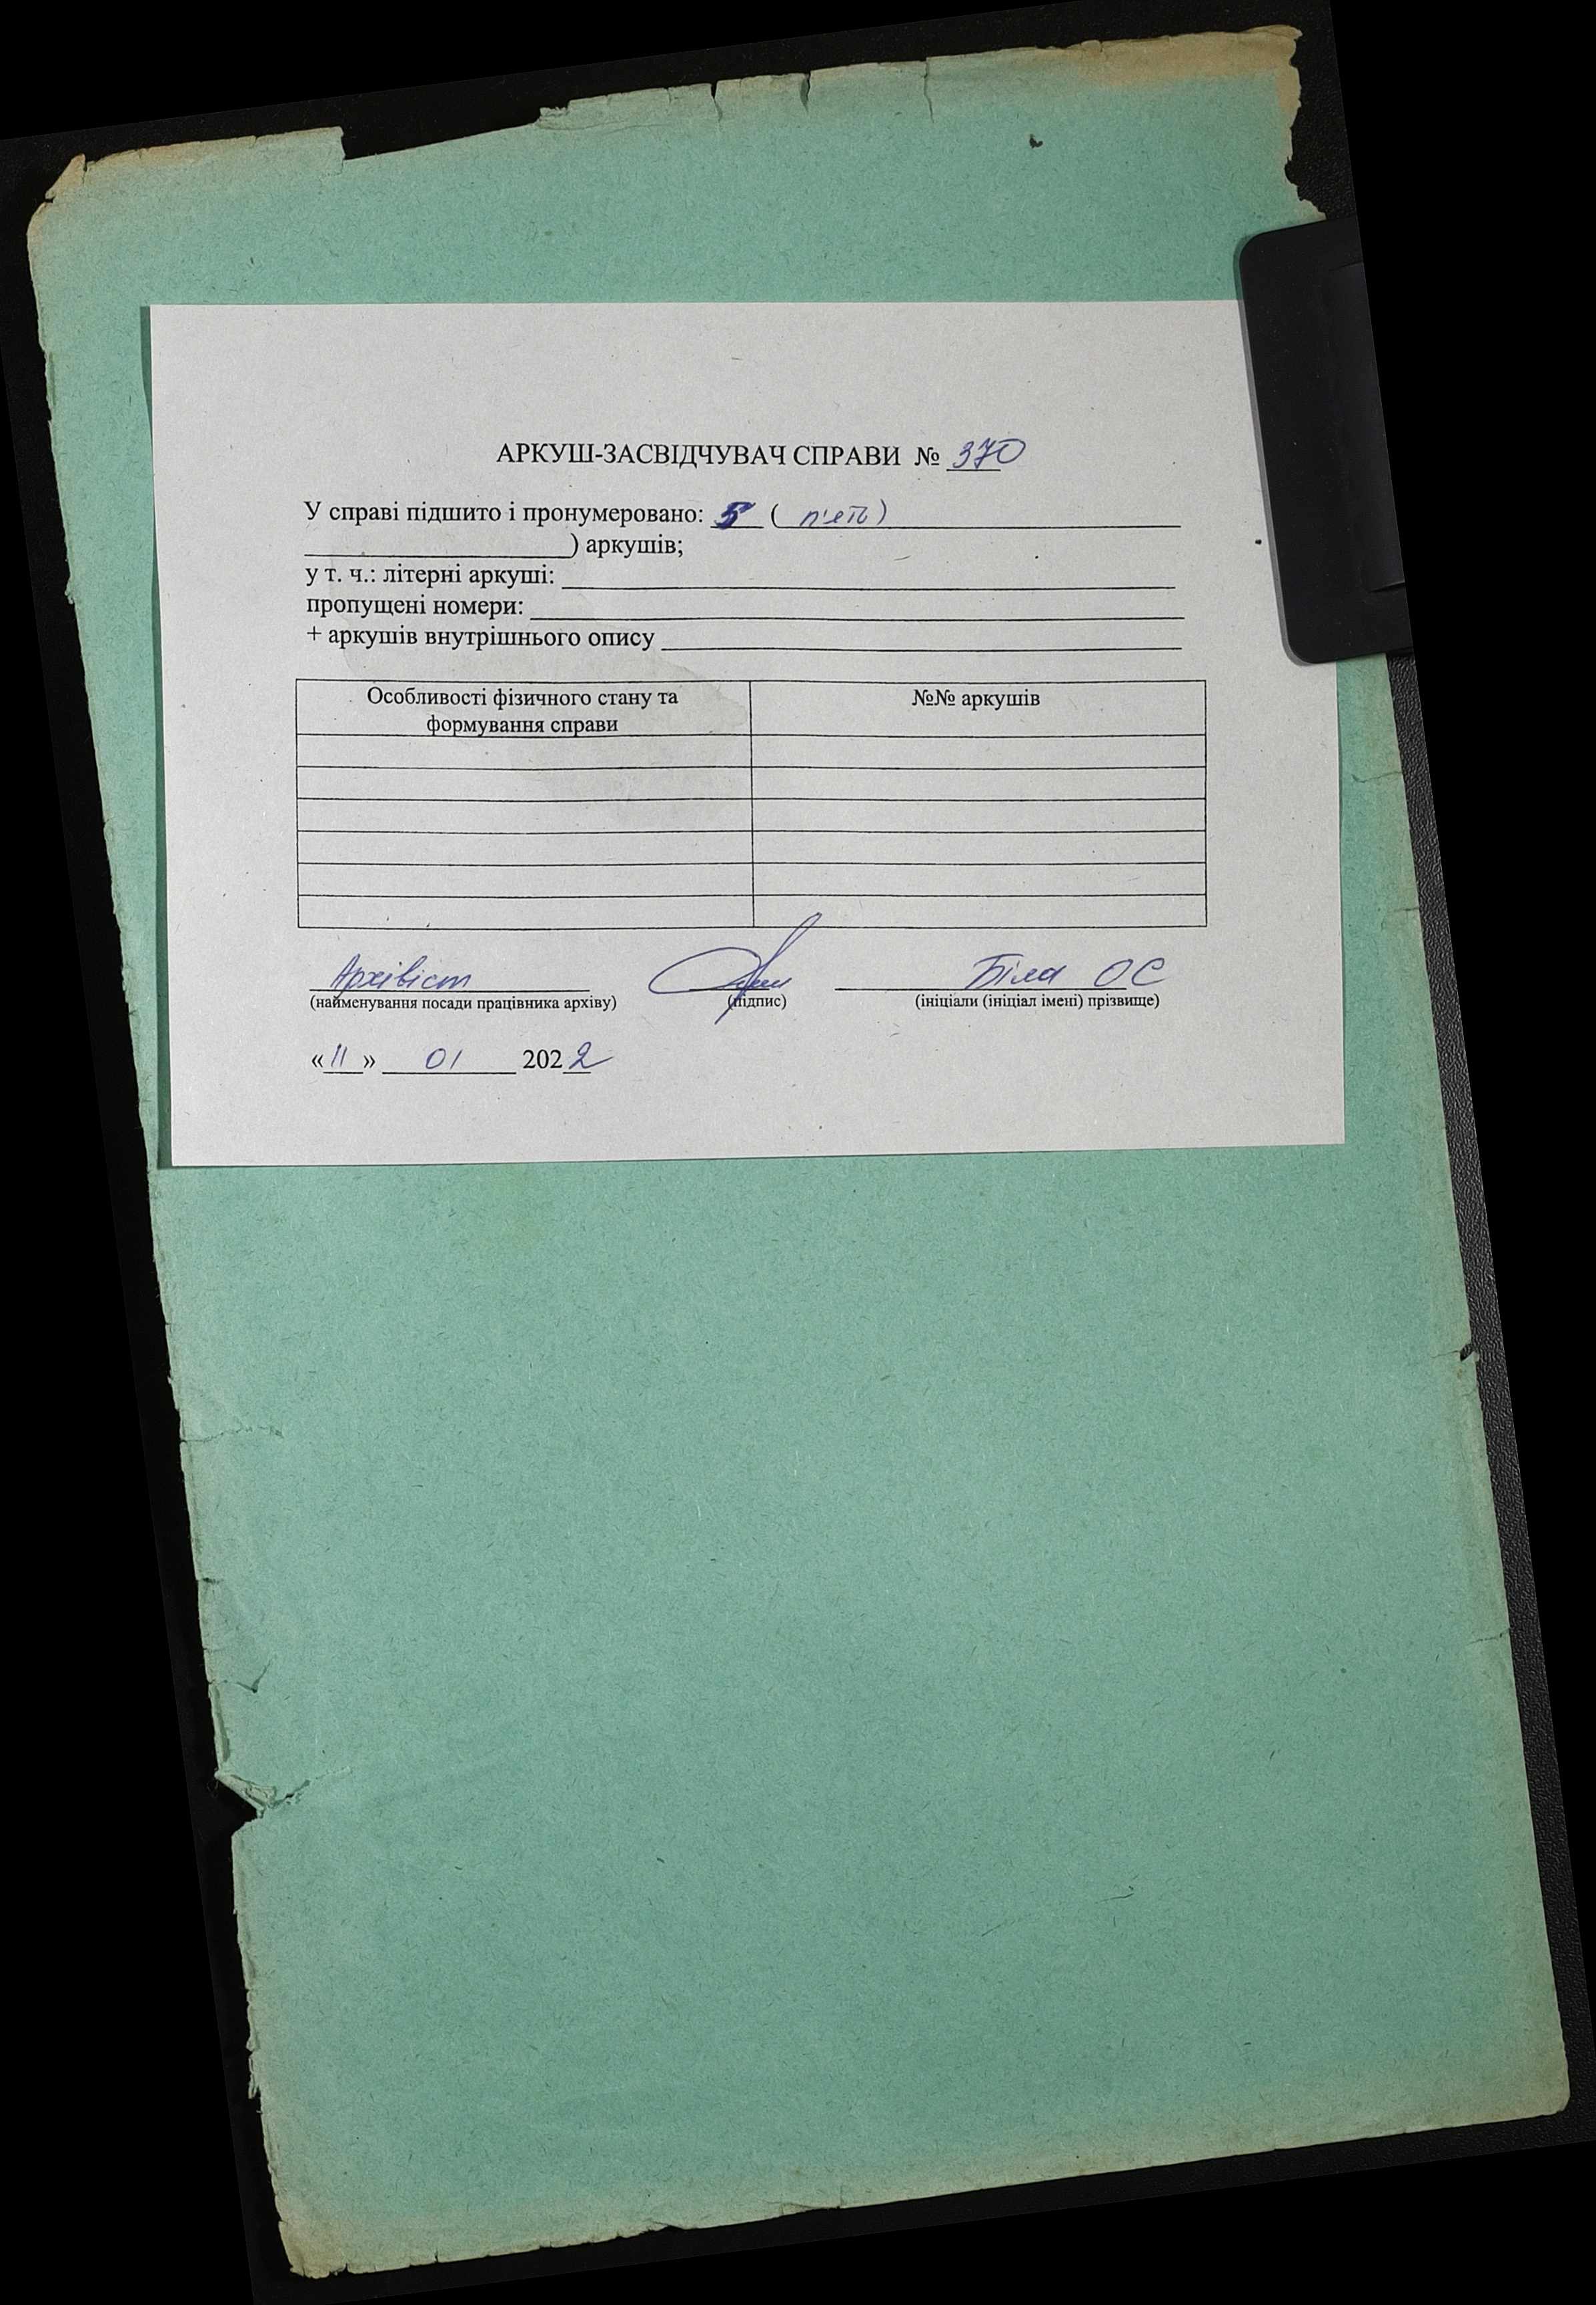 АРКУШ-ЗАСВІДЧУВАЧ СПРАВИ № 370
У справі підшито і пронумеровано: 5 ( п'ять)
) аркушів;
у т. ч.: літерні аркуші:
пропущені номери:
+ аркушів внутрішнього опису
Особливості фізичного стану та формування справи
№№ аркушів
Архівіст Біла ОС
(найменування посади працівника архіву) (підпис) (ініціали (ініціал імені) прізвище)
«11» 01 2022